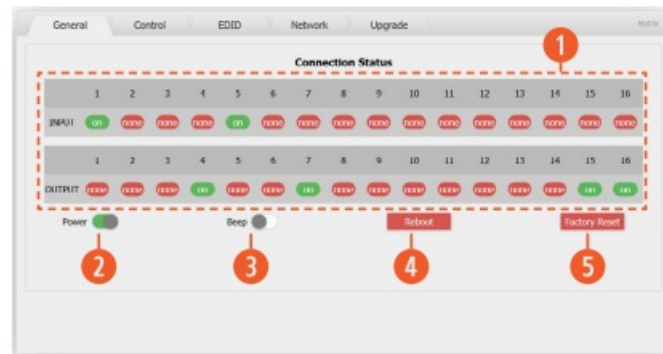 General Control EDID Network Upgrade Matrix
Connection Status
1
1 2 3 4 5 6 7 8 9 10 11 12 13 14 15 16
INPUT on none none none on none none none none none none none none none none none
1 2 3 4 5 6 7 8 9 10 11 12 13 14 15 16
OUTPUT none none none on none none on none none none none none none none on on
Power Beep Reboot Factory Reset
2 3 4 5